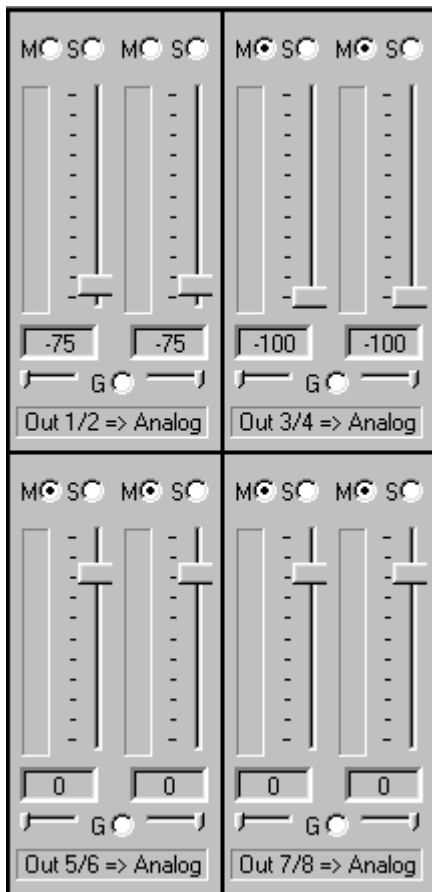 M S M S
M S M S
-75 -75
-100 -100
G
G
Out 1/2 => Analog
Out 3/4 => Analog
M S M S
M S M S
0 0
0 0
G
G
Out 5/6 => Analog
Out 7/8 => Analog